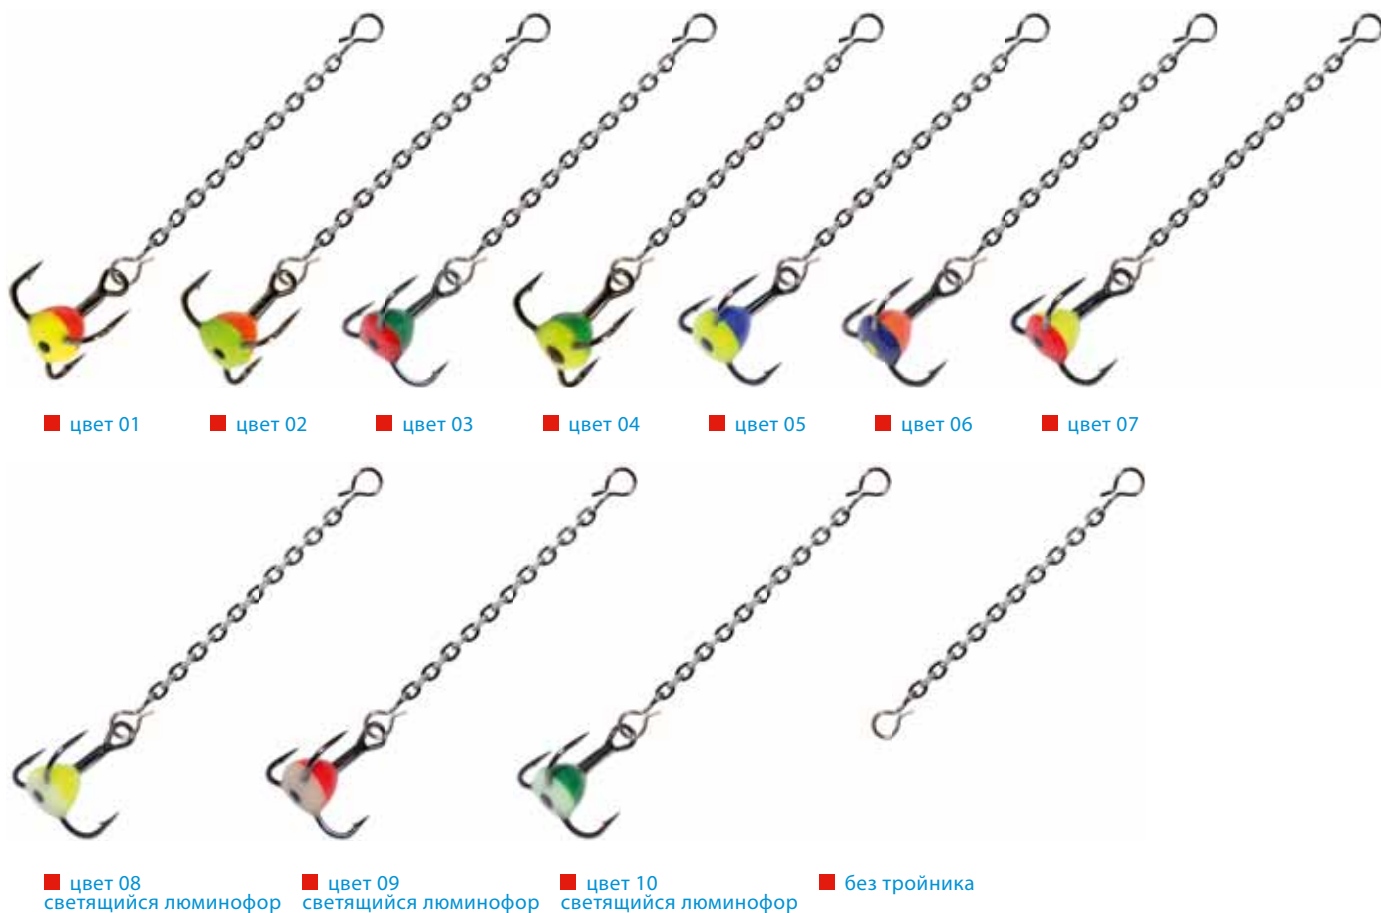 цвет 01
цвет 02
цвет 03
цвет 04
цвет 05
цвет 06
цвет 07
цвет 08
светящийся люминофор
цвет 09
светящийся люминофор
цвет 10
светящийся люминофор
без тройника